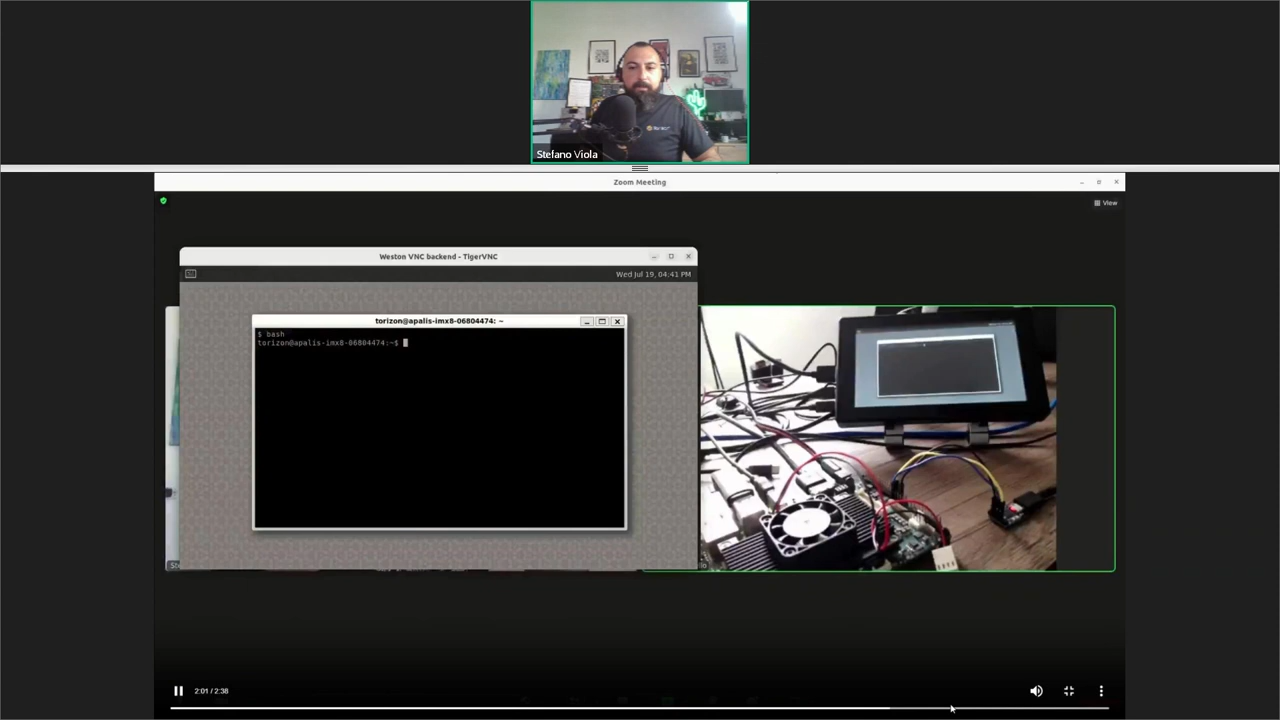 Stefano Viola
Zoom Meeting
View
Weston VNC backend - TigerVNC
Wed Jul 19, 04:41 PM
torizon@apalis-imx8-06804474: ~
$ bash
torizon@apalis-imx8-06804474:~$
2:01 / 2:38